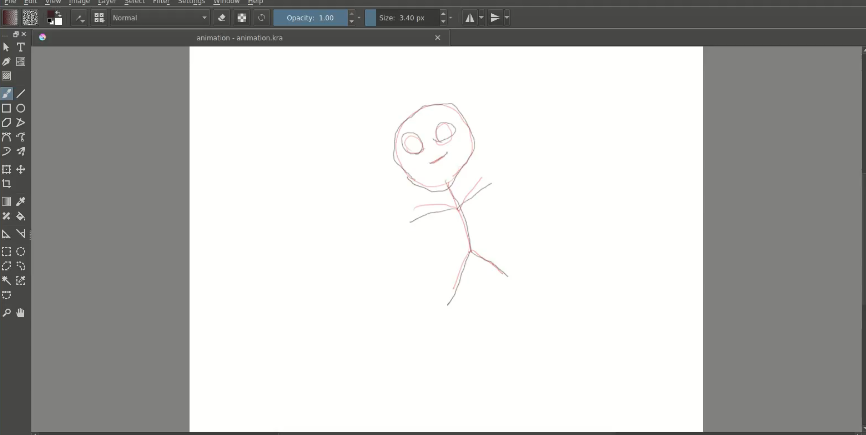 File Edit View Image Layer Select Filter Settings Window Help
Normal Opacity: 1.00 Size: 3.40 px
animation - animation.kra